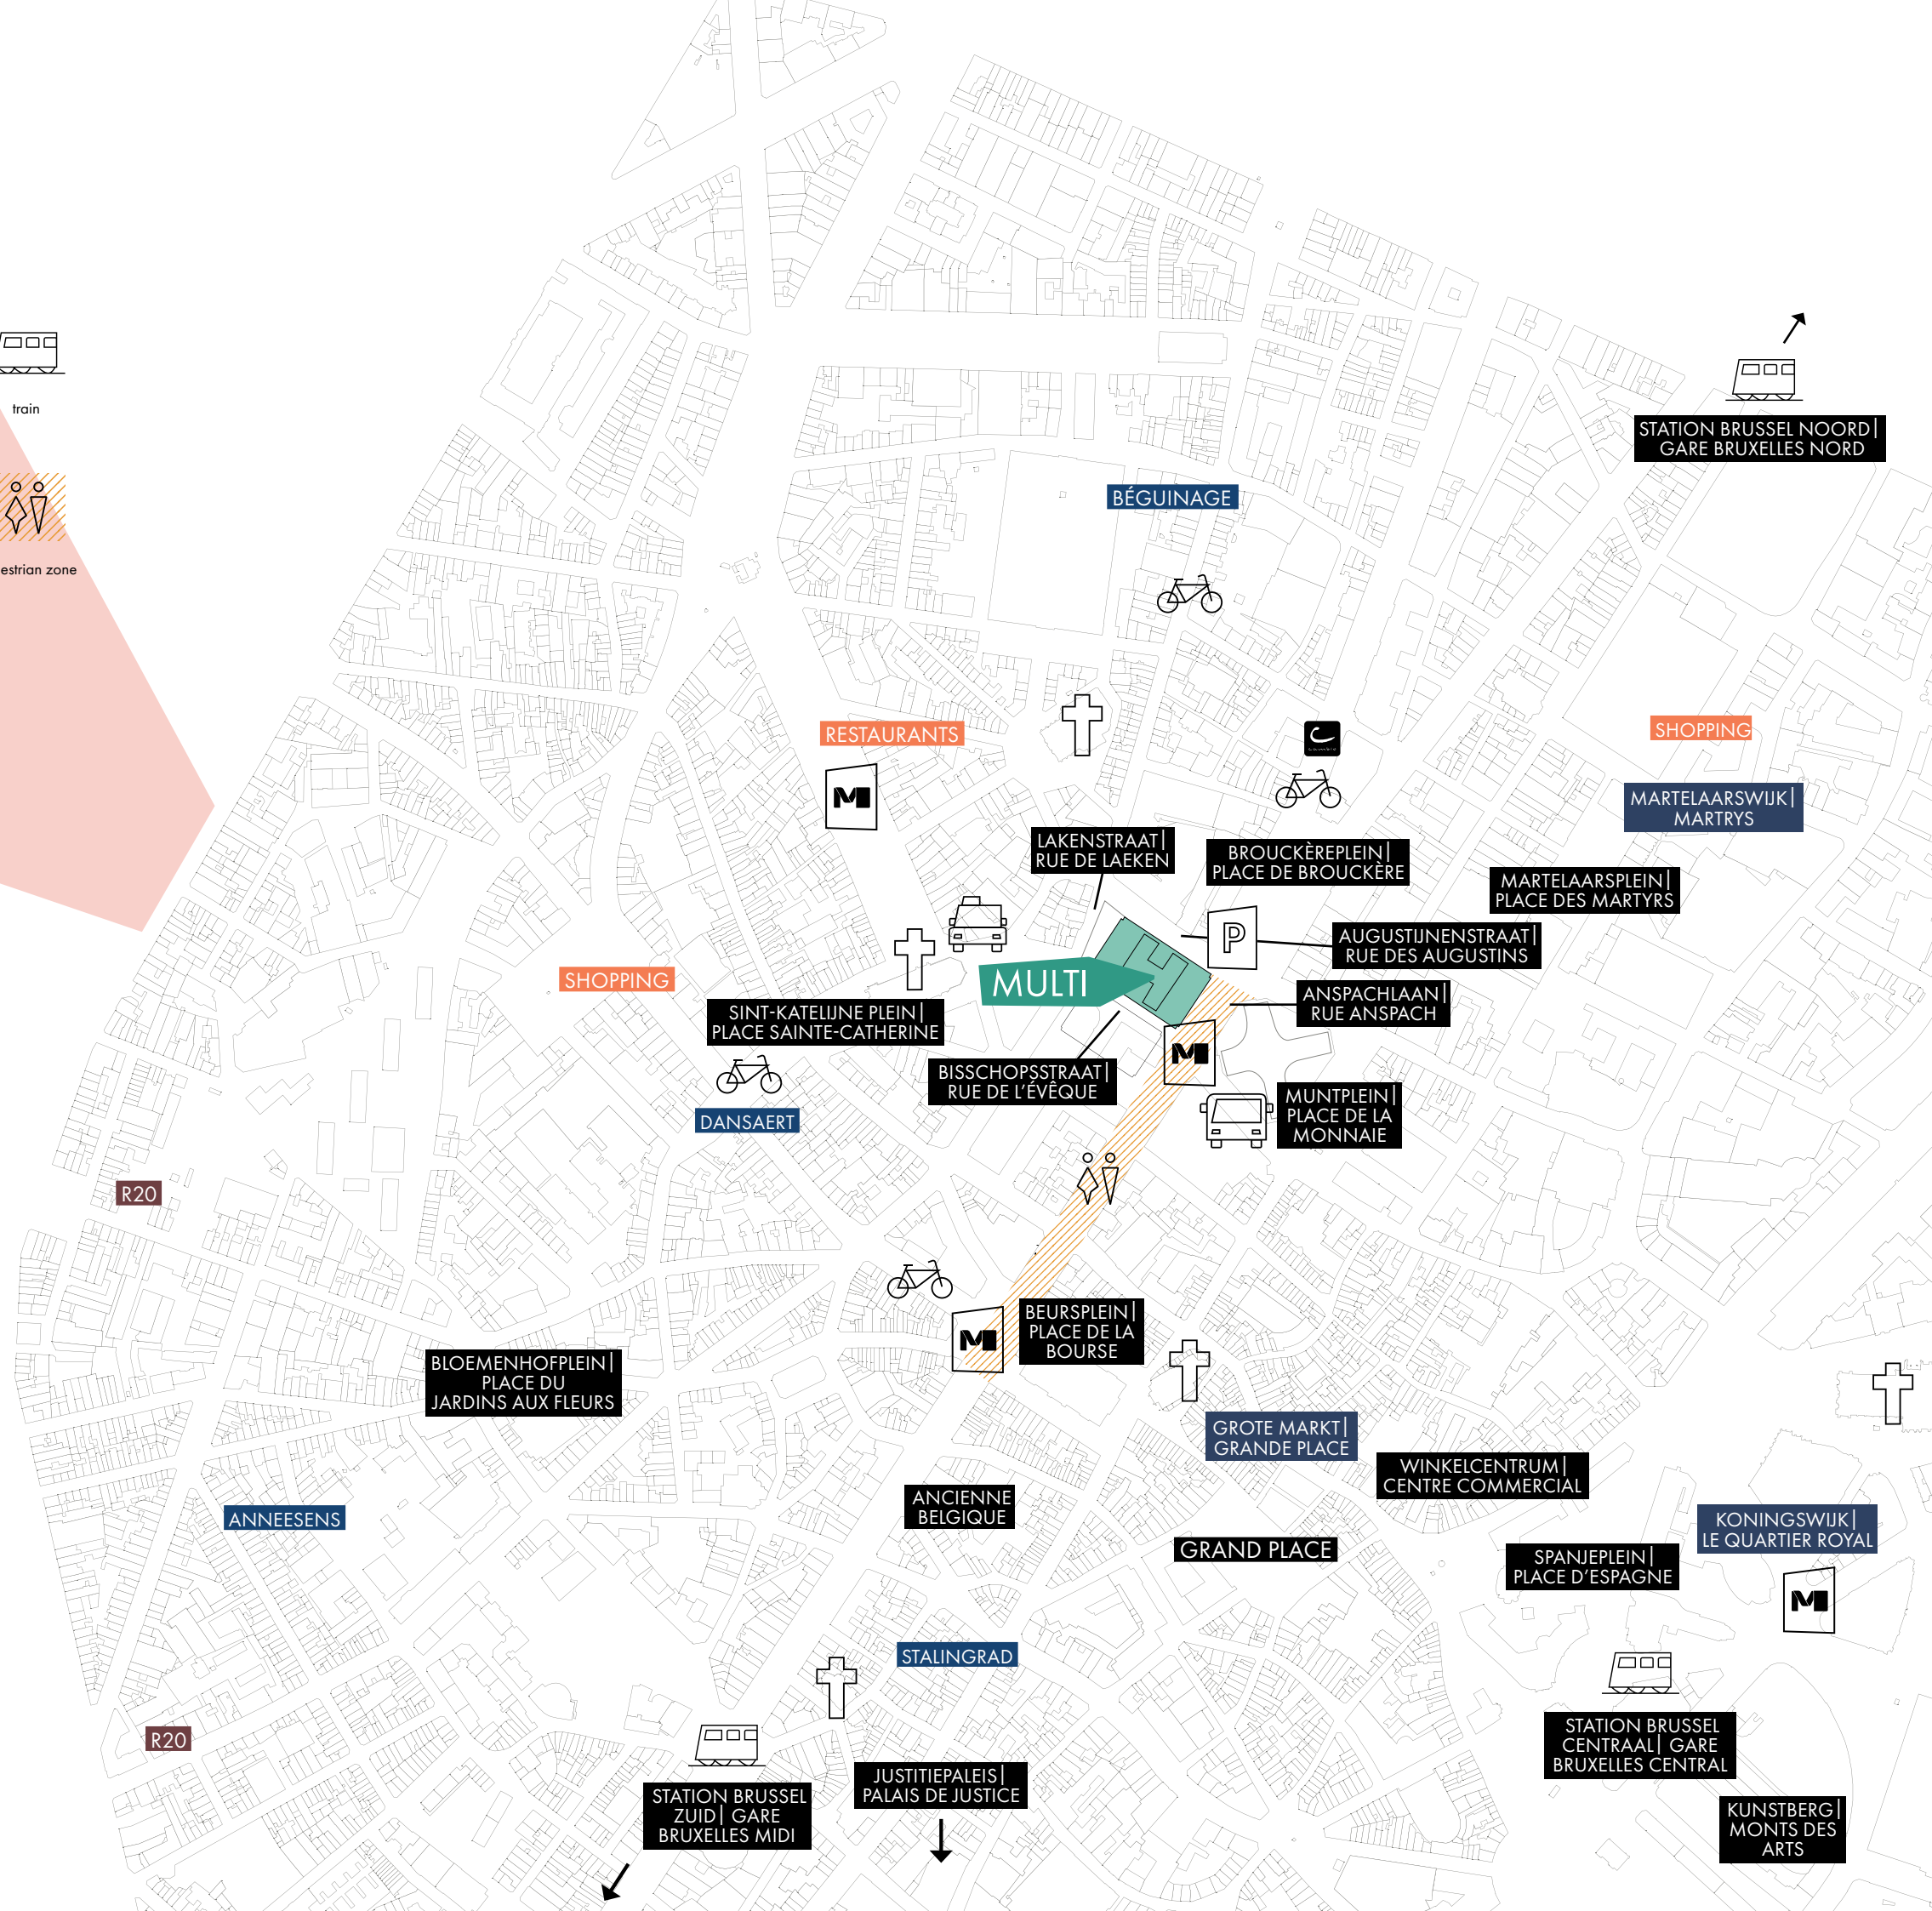 train
estrian zone
STATION BRUSSEL NOORD|
GARE BRUXELLES NORD
BÉGUINAGE
RESTAURANTS
M
SHOPPING
MARTELAARSWIJK|
MARTRYS
LAKENSTRAAT|
RUE DE LAEKEN
BROUCKÈREPLEIN|
PLACE DE BROUCKÈRE
MARTELAARSPLEIN|
PLACE DES MARTYRS
P
AUGUSTIJNENSTRAAT|
RUE DES AUGUSTINS
SHOPPING
MULTI
ANSPACHLAAN|
RUE ANSPACH
SINT-KATELIJNE PLEIN|
PLACE SAINTE-CATHERINE
M
BISSCHOPSSTRAAT|
RUE DE L'ÉVÊQUE
DANSAERT
MUNTPLEIN|
PLACE DE LA
MONNAIE
R20
M
BEURSPLEIN|
PLACE DE LA
BOURSE
BLOEMENHOFPLEIN|
PLACE DU
JARDINS AUX FLEURS
GROTE MARKT|
GRANDE PLACE
WINKELCENTRUM|
CENTRE COMMERCIAL
ANCIENNE
BELGIQUE
ANNEESENS
KONINGSWIJK|
LE QUARTIER ROYAL
GRAND PLACE
SPANJEPLEIN|
PLACE D'ESPAGNE
M
STALINGRAD
R20
STATION BRUSSEL
CENTRAAL| GARE
BRUXELLES CENTRAL
STATION BRUSSEL
ZUID| GARE
BRUXELLES MIDI
JUSTITIEPALEIS|
PALAIS DE JUSTICE
KUNSTBERG|
MONTS DES
ARTS